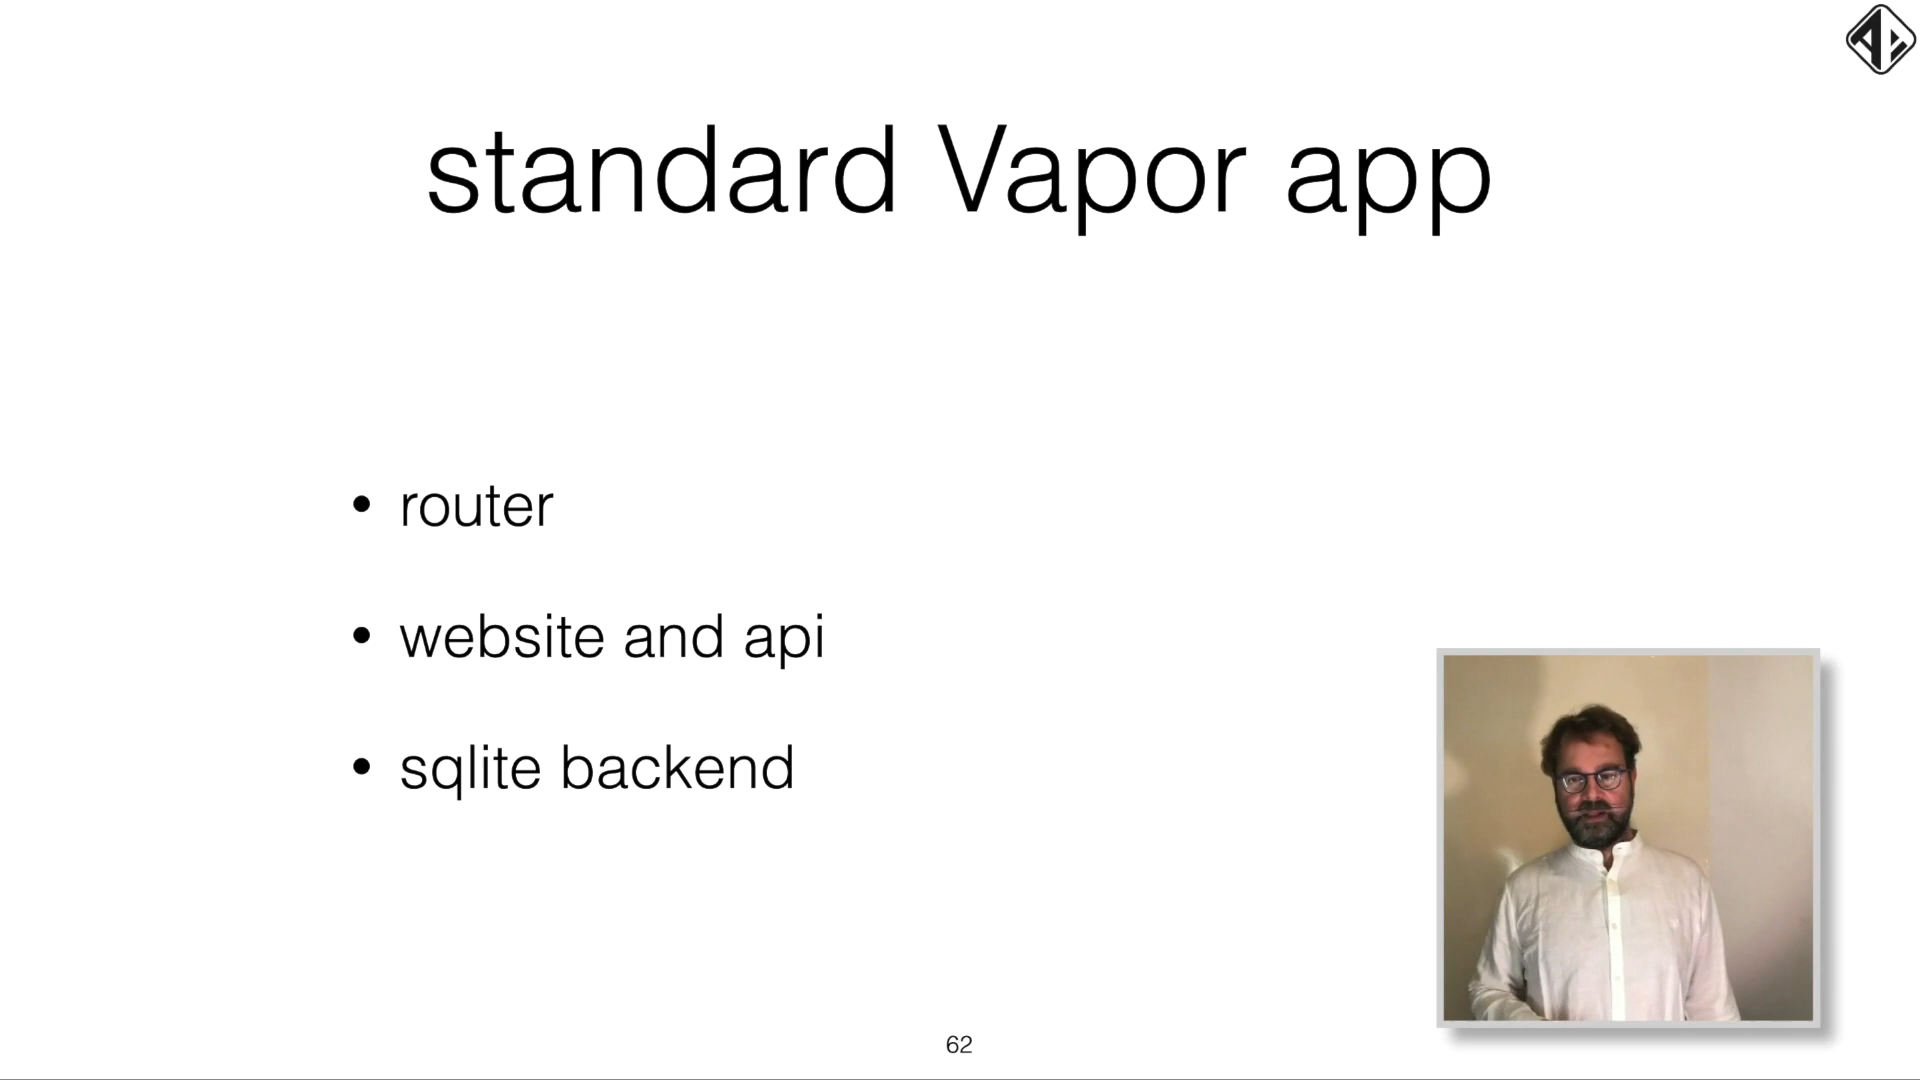 standard Vapor app
• router
• website and api
• sqlite backend
62